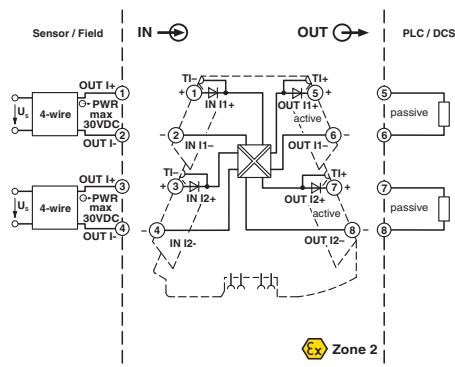 Sensor / Field
IN
OUT
PLC / DCS
OUT I+
1
PWR
max
30VDC
Us
4-wire
2
OUT I-
TI-
+
1
IN I1+
-
2
IN I1–
TI+
5
+
OUT I1+
active
6
–
OUT I1–
5
passive
6
OUT I+
3
PWR
max
30VDC
Us
4-wire
4
OUT I-
TI-
+
3
IN I2+
-
4
IN I2-
TI+
7
+
OUT I2+
active
8
–
OUT I2–
7
passive
8
Ex
Zone 2